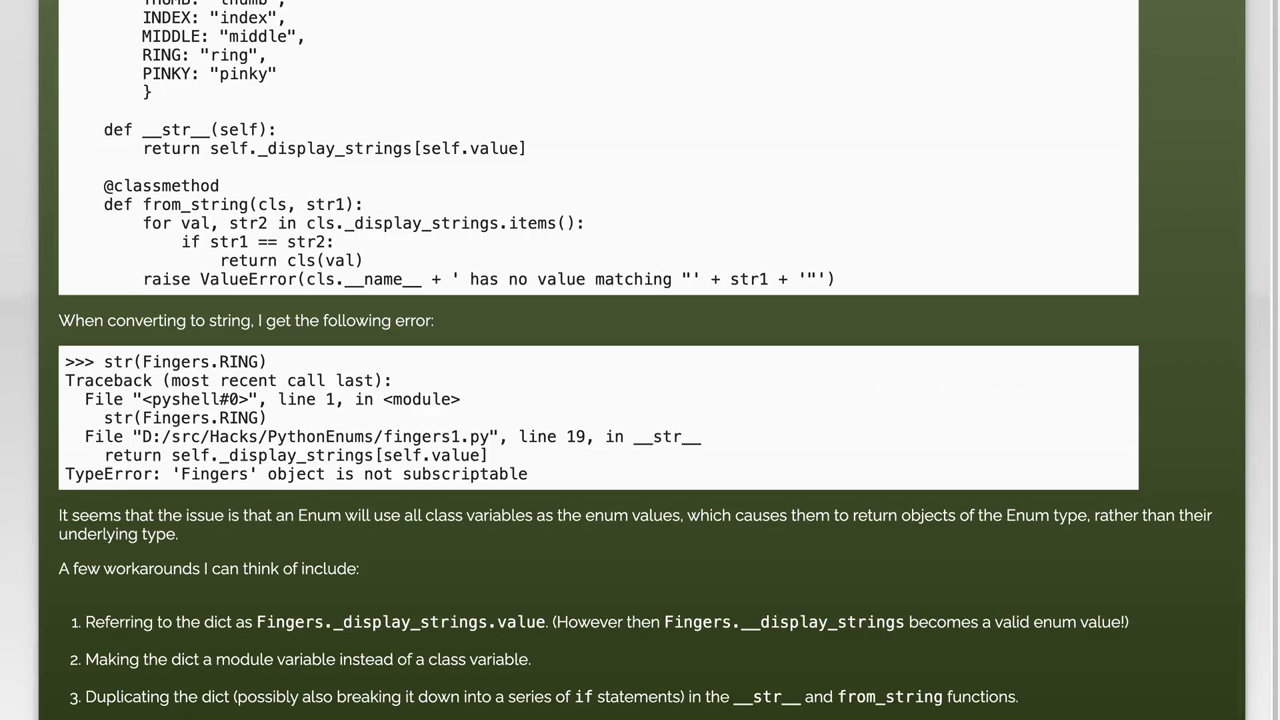 THUMB: "thumb",
INDEX: "index",
MIDDLE: "middle",
RING: "ring",
PINKY: "pinky"
}
def __str__(self):
return self._display_strings[self.value]
@classmethod
def from_string(cls, str1):
for val, str2 in cls._display_strings.items():
if str1 == str2:
return cls(val)
raise ValueError(cls.__name__ + ' has no value matching "' + str1 + '"')
When converting to string, I get the following error:
>>> str(Fingers.RING)
Traceback (most recent call last):
File "<pyshell#0>", line 1, in <module>
str(Fingers.RING)
File "D:/src/Hacks/PythonEnums/fingers1.py", line 19, in __str__
return self._display_strings[self.value]
TypeError: 'Fingers' object is not subscriptable
It seems that the issue is that an Enum will use all class variables as the enum values, which causes them to return objects of the Enum type, rather than their
underlying type.
A few workarounds I can think of include:
1. Referring to the dict as Fingers._display_strings.value. (However then Fingers.__display_strings becomes a valid enum value!)
2. Making the dict a module variable instead of a class variable.
3. Duplicating the dict (possibly also breaking it down into a series of if statements) in the __str__ and from_string functions.